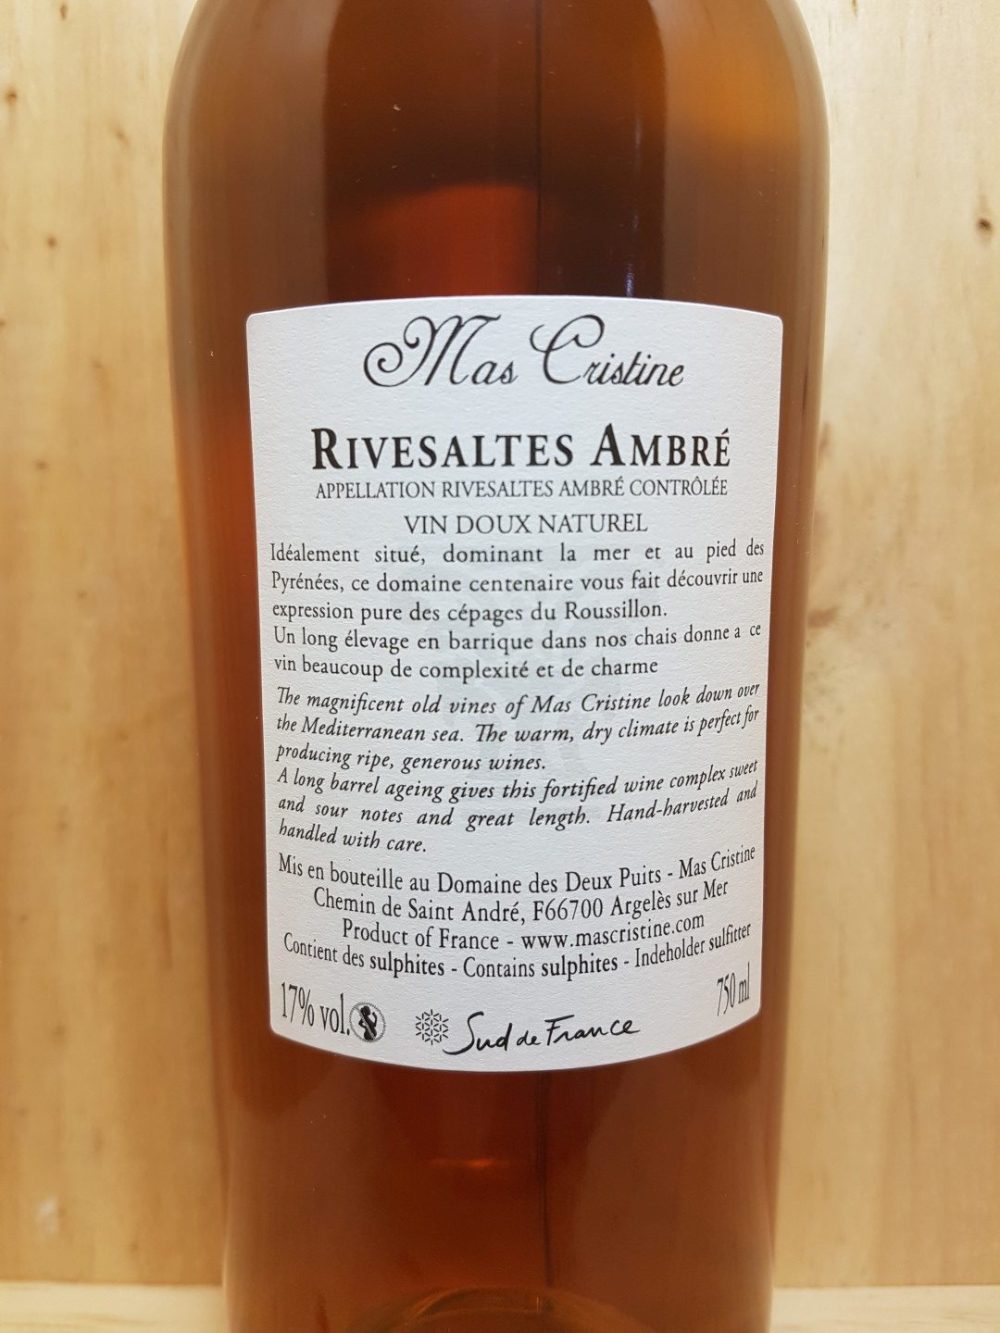 Mas Cristine
RIVESALTES AMBRÉ
APPELLATION RIVESALTES AMBRÉ CONTRÔLÉE
VIN DOUX NATUREL
Idéalement situé, dominant la mer et au pied des
Pyrénées, ce domaine centenaire vous fait découvrir une
expression pure des cépages du Roussillon.
Un long élevage en barrique dans nos chais donne a ce
vin beaucoup de complexité et de charme
The magnificent old vines of Mas Cristine look down over
the Mediterranean sea. The warm, dry climate is perfect for
producing ripe, generous wines.
A long barrel ageing gives this fortified wine complex sweet
and sour notes and great length. Hand-harvested and
handled with care.
Mis en bouteille au Domaine des Deux Puits - Mas Cristine
Chemin de Saint André, F66700 Argelès sur Mer
Product of France - www.mascristine.com
Contient des sulphites - Contains sulphites - Indeholder sulfitter
17% vol. Sud de France 750 ml